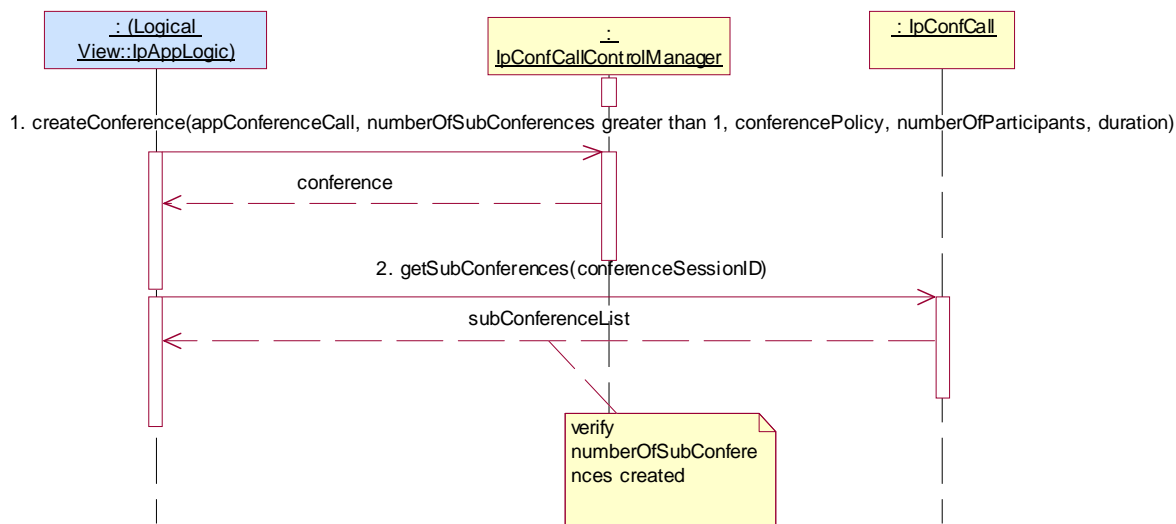 : (Logical
View::IpAppLogic)
:
IpConfCallControlManager
: IpConfCall
1. createConference(appConferenceCall, numberOfSubConferences greater than 1, conferencePolicy, numberOfParticipants, duration)
conference
2. getSubConferences(conferenceSessionID)
subConferenceList
verify
numberOfSubConfere
nces created